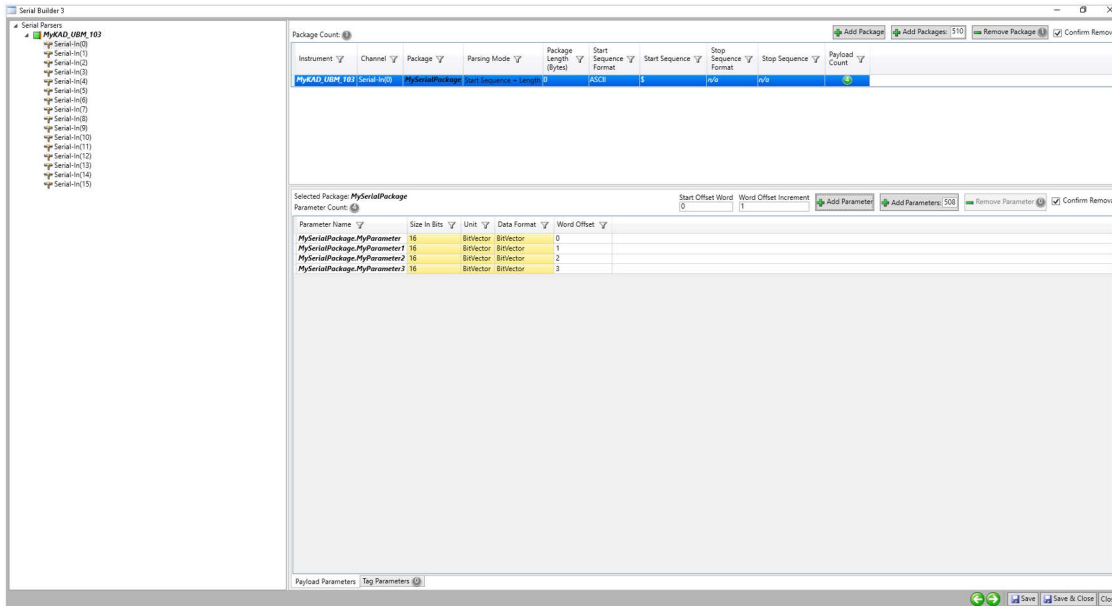 Serial Builder 3
Serial Parsers
MyKAD_UBM_103
Serial-In(0)
Serial-In(1)
Serial-In(2)
Serial-In(3)
Serial-In(4)
Serial-In(5)
Serial-In(6)
Serial-In(7)
Serial-In(8)
Serial-In(9)
Serial-In(10)
Serial-In(11)
Serial-In(12)
Serial-In(13)
Serial-In(14)
Serial-In(15)
Package Count: 1 Add Package Add Packages: 510 Remove Package Confirm Remov
Instrument Channel Package Parsing Mode Package Length (Bytes) Start Sequence Format Start Sequence Stop Sequence Format Stop Sequence Payload Count
MyKAD_UBM_103 Serial-In(0) MySerialPackage Start Sequence + Length 0 ASCII $ n/a n/a 4
Selected Package: MySerialPackage Start Offset Word Word Offset Increment
Parameter Count: 4 0 1 Add Parameter Add Parameters: 508 Remove Parameter 0 Confirm Remova
Parameter Name Size In Bits Unit Data Format Word Offset
MySerialPackage.MyParameter 16 BitVector BitVector 0
MySerialPackage.MyParameter1 16 BitVector BitVector 1
MySerialPackage.MyParameter2 16 BitVector BitVector 2
MySerialPackage.MyParameter3 16 BitVector BitVector 3
Payload Parameters Tag Parameters 0
Save Save & Close Clo